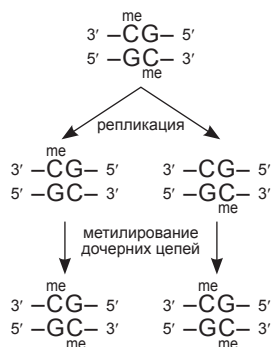 me
3′ –CG– 5′
5′ –GC– 3′
me
репликация
me
3′ –CG– 5′
5′ –GC– 3′
3′ –CG– 5′
5′ –GC– 3′
me
метилирование
дочерних цепей
me
3′ –CG– 5′
5′ –GC– 3′
me
me
3′ –CG– 5′
5′ –GC– 3′
me